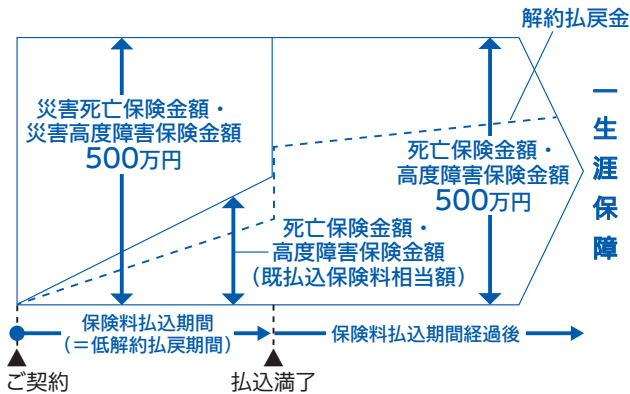 解約払戻金
災害死亡保険金額・
災害高度障害保険金額
500万円
死亡保険金額・
高度障害保険金額
500万円
死亡保険金額・
高度障害保険金額
(既払込保険料相当額)
一生涯保障
保険料払込期間
(=低解約払戻期間)
保険料払込期間経過後
ご契約
払込満了